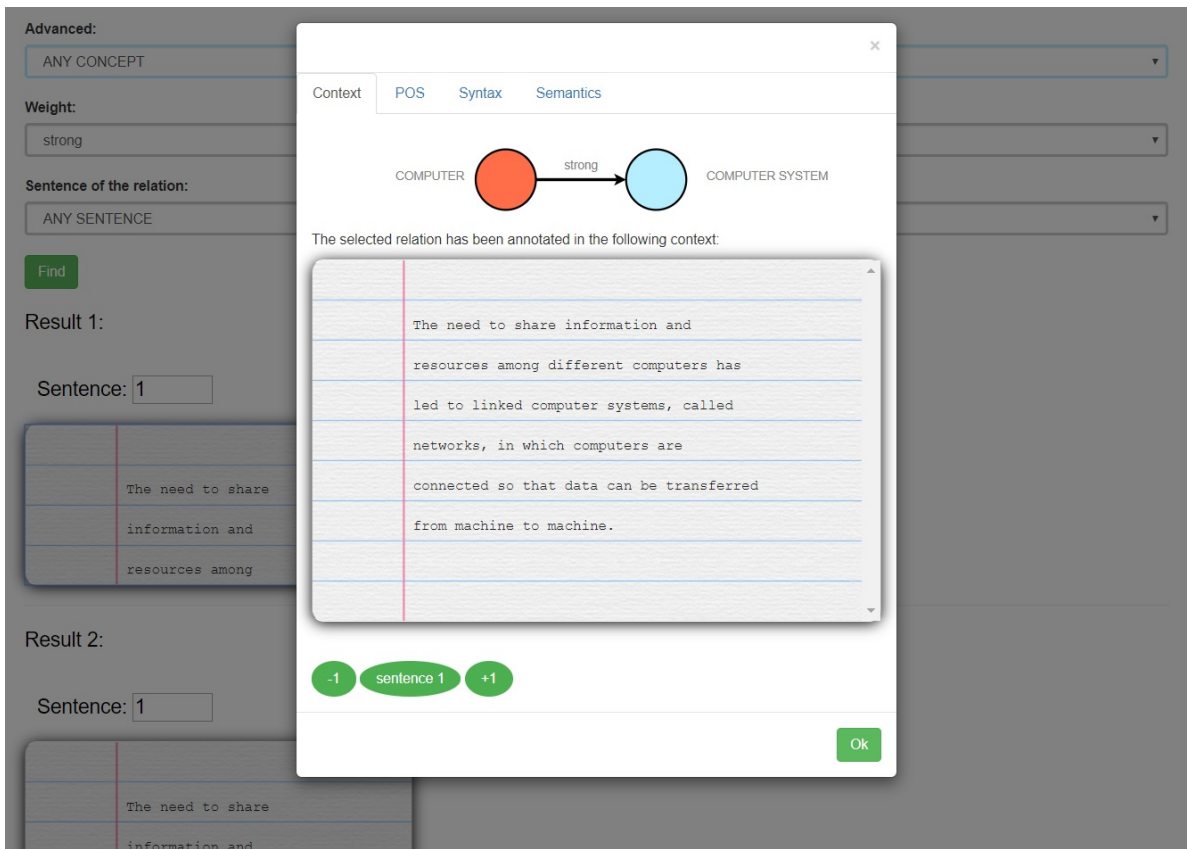 Advanced:
ANY CONCEPT
Weight:
strong
Sentence of the relation:
ANY SENTENCE
Find
Result 1:
Sentence: 1
The need to share
information and
resources among
Result 2:
Sentence: 1
The need to share
information and
×
Context POS Syntax Semantics
COMPUTER strong COMPUTER SYSTEM
The selected relation has been annotated in the following context:
The need to share information and
resources among different computers has
led to linked computer systems, called
networks, in which computers are
connected so that data can be transferred
from machine to machine.
-1 sentence 1 +1
Ok